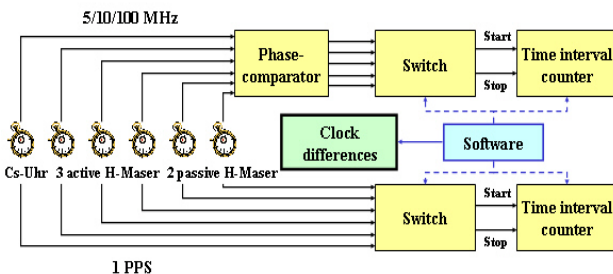 5/10/100 MHz
Phase-
comparator
Switch
Start
Stop
Time interval
counter
Clock
differences
Software
Cs-Uhr 3 active H-Maser 2 passive H-Maser
Switch
Start
Stop
Time interval
counter
1 PPS